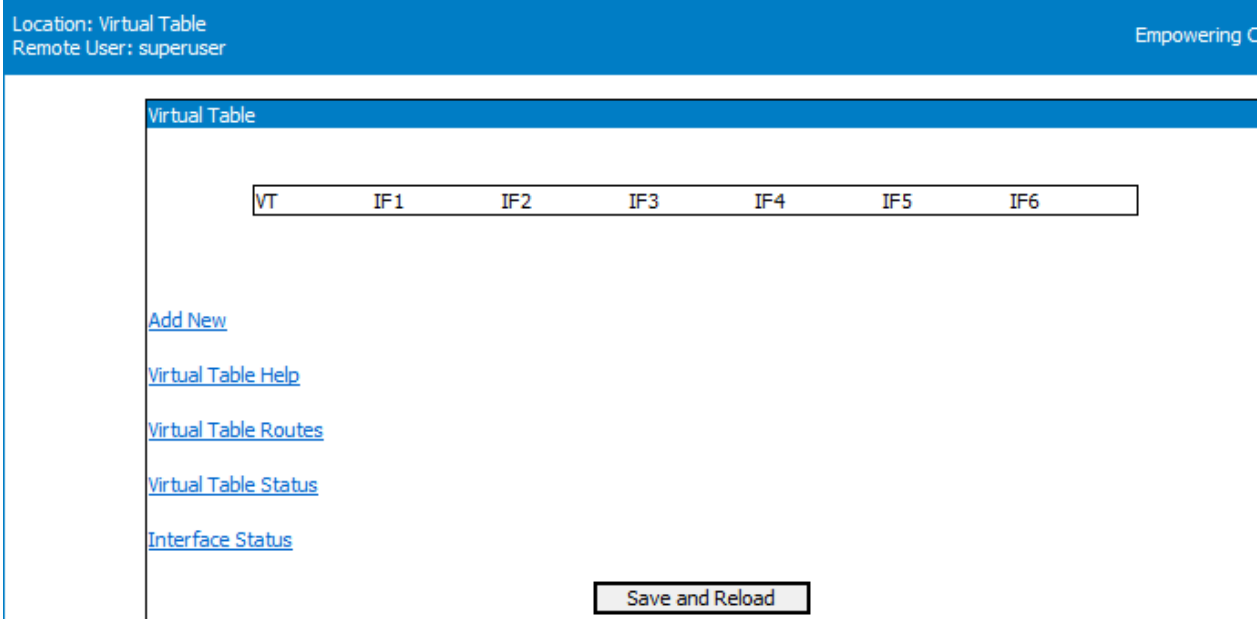 Location: Virtual Table
Remote User: superuser
Empowering
Virtual Table
VT IF1 IF2 IF3 IF4 IF5 IF6
Add New
Virtual Table Help
Virtual Table Routes
Virtual Table Status
Interface Status
Save and Reload